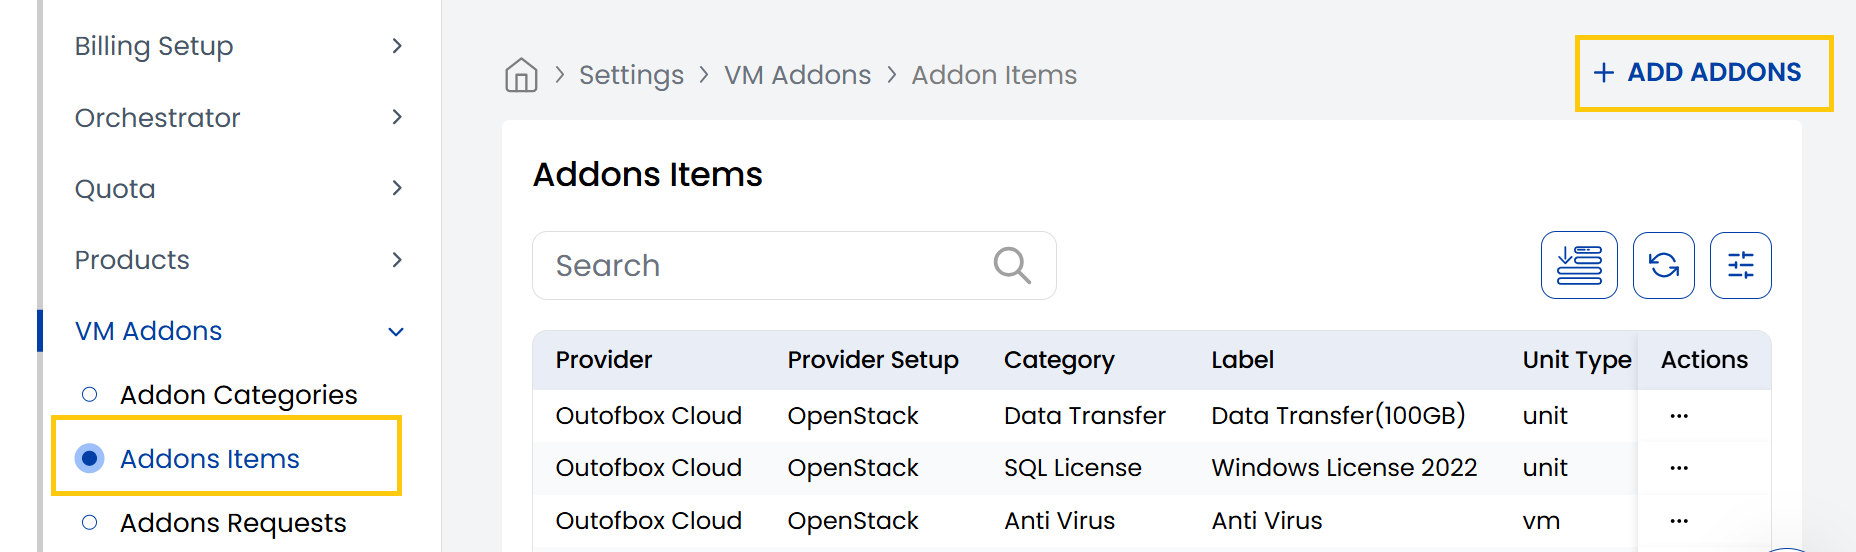 Billing Setup
Orchestrator
Quota
Products
VM Addons
Addon Categories
Addons Items
Addons Requests
Settings > VM Addons > Addon Items
+ ADD ADDONS
Addons Items
Search
Provider Provider Setup Category Label Unit Type Actions
Outofbox Cloud OpenStack Data Transfer Data Transfer(100GB) unit ...
Outofbox Cloud OpenStack SQL License Windows License 2022 unit ...
Outofbox Cloud OpenStack Anti Virus Anti Virus vm ...